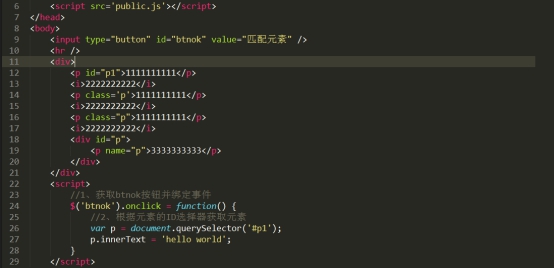 6 <script src='public.js'></script>
7 </head>
8 <body>
9 <input type="button" id="btnok" value="匹配元素" />
10 <hr />
11 <div>
12 <p id="p1">1111111111</p>
13 <i>2222222222</i>
14 <p class='p'>1111111111</p>
15 <i>2222222222</i>
16 <p class="p">1111111111</p>
17 <i>2222222222</i>
18 <div id="p">
19 <p name="p">3333333333</p>
20 </div>
21 </div>
22 <script>
23 //1、获取btnok按钮并绑定事件
24 $('btnok').onclick = function() {
25 //2、根据元素的ID选择器获取元素
26 var p = document.querySelector('#p1');
27 p.innerText = 'hello world';
28 }
29 </script>